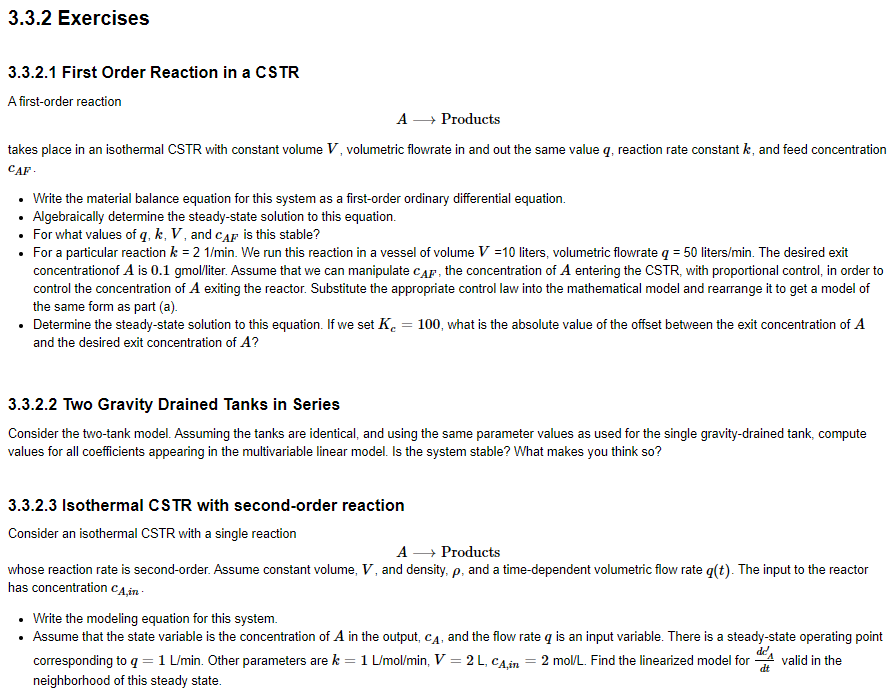 3.3.2 Exercises
3.3.2.1 First Order Reaction in a CSTR
A first-order reaction
A ⟶ Products
takes place in an isothermal CSTR with constant volume V, volumetric flowrate in and out the same value q, reaction rate constant k, and feed concentration
c_{AF}.
• Write the material balance equation for this system as a first-order ordinary differential equation.
• Algebraically determine the steady-state solution to this equation.
• For what values of q, k, V, and c_{AF} is this stable?
• For a particular reaction k = 2 1/min. We run this reaction in a vessel of volume V =10 liters, volumetric flowrate q = 50 liters/min. The desired exit
concentrationof A is 0.1 gmol/liter. Assume that we can manipulate c_{AF}, the concentration of A entering the CSTR, with proportional control, in order to
control the concentration of A exiting the reactor. Substitute the appropriate control law into the mathematical model and rearrange it to get a model of
the same form as part (a).
• Determine the steady-state solution to this equation. If we set K_c = 100, what is the absolute value of the offset between the exit concentration of A
and the desired exit concentration of A?
3.3.2.2 Two Gravity Drained Tanks in Series
Consider the two-tank model. Assuming the tanks are identical, and using the same parameter values as used for the single gravity-drained tank, compute
values for all coefficients appearing in the multivariable linear model. Is the system stable? What makes you think so?
3.3.2.3 Isothermal CSTR with second-order reaction
Consider an isothermal CSTR with a single reaction
A ⟶ Products
whose reaction rate is second-order. Assume constant volume, V, and density, ρ, and a time-dependent volumetric flow rate q(t). The input to the reactor
has concentration c_{A,in}.
• Write the modeling equation for this system.
• Assume that the state variable is the concentration of A in the output, c_A, and the flow rate q is an input variable. There is a steady-state operating point
corresponding to q = 1 L/min. Other parameters are k = 1 L/mol/min, V = 2 L, c_{A,in} = 2 mol/L. Find the linearized model for dc'_A/dt valid in the
neighborhood of this steady state.